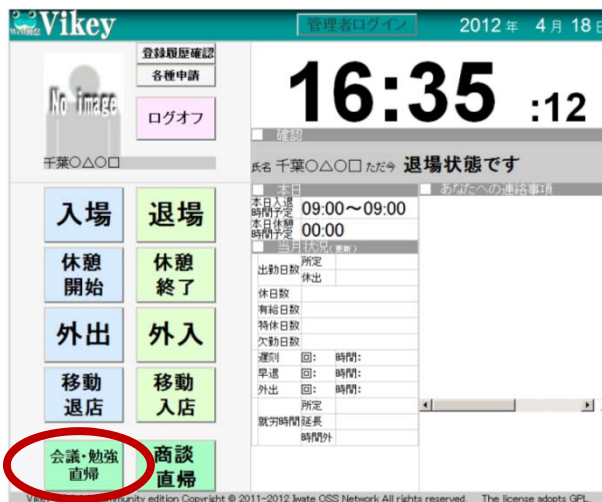 Vikey
管理者ログイン
2012 年 4 月 18 日
登録履歴確認
各種申請
ログオフ
No image
千葉○△○□
16:35 :12
■ 確認
氏名 千葉○△○□ ただ今 退場状態です
■ 本日
本日入退
時間予定 09:00～09:00
本日休憩
時間予定 00:00
■ 当月状況(更新)
出勤日数 所定
休出
休日数
有給日数
特休日数
欠勤日数
遅刻 回: 時間:
早退 回: 時間:
外出 回: 時間:
就労時間 所定
延長
時間外
■ あなたへの連絡事項
入場
退場
休憩
開始
休憩
終了
外出
外入
移動
退店
移動
入店
会議・勉強
直帰
商談
直帰
edition Copyright © 2011-2012 Iwate OSS Network All rights reserved. The license adopts GPL.